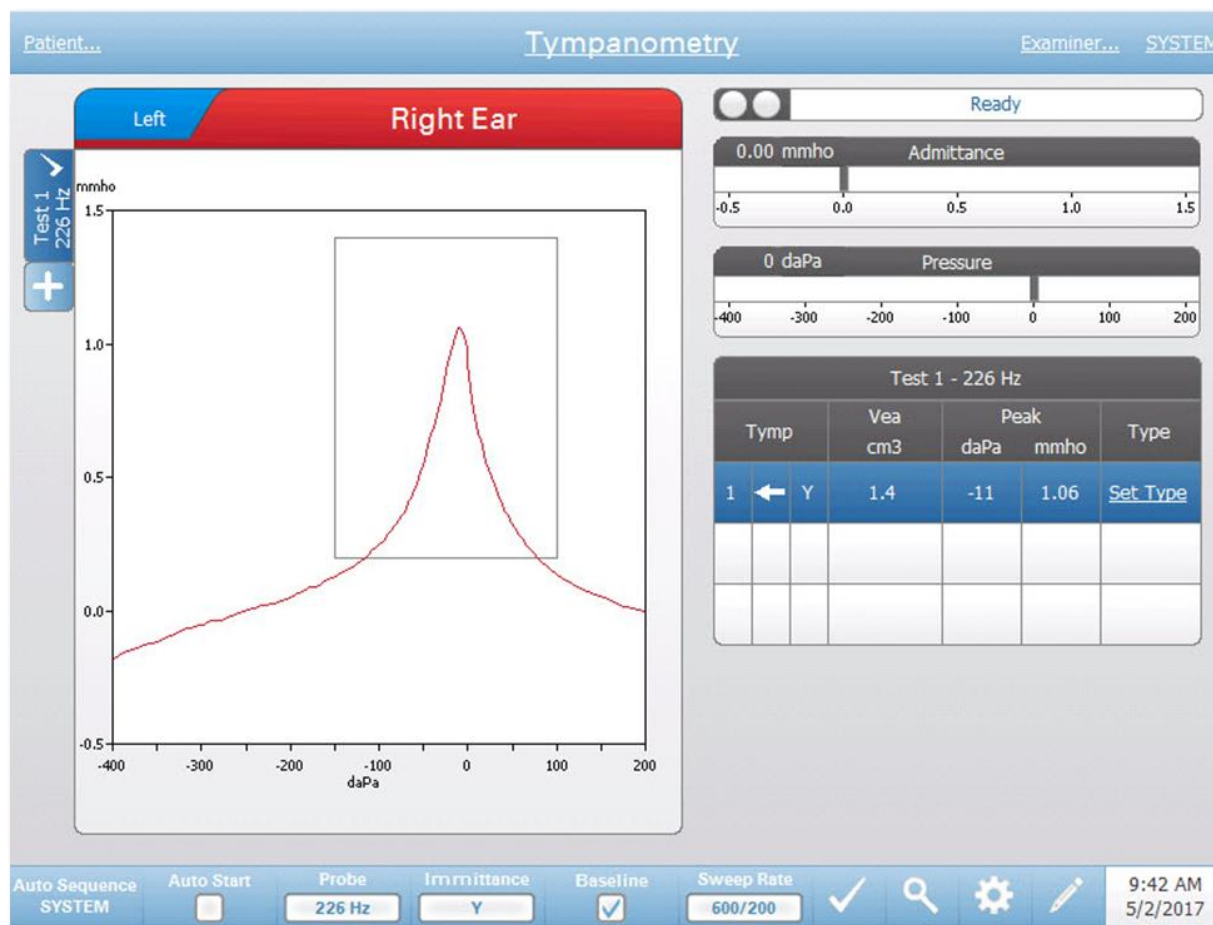 Patient...
Tympanometry
Examiner...
SYSTEM
Left
Right Ear
Test 1
226 Hz
mmho
1.5
1.0
0.5
0.0
-0.5
-400
-300
-200
-100
0
100
200
daPa
Ready
0.00 mmho Admittance
-0.5 0.0 0.5 1.0 1.5
0 daPa Pressure
-400 -300 -200 -100 0 100 200
Test 1 - 226 Hz
Tymp
Vea
cm3
Peak
daPa mmho
Type
1 Y 1.4 -11 1.06 Set Type
Auto Sequence
SYSTEM
Auto Start
Probe
226 Hz
Immittance
Y
Baseline
Sweep Rate
600/200
9:42 AM
5/2/2017